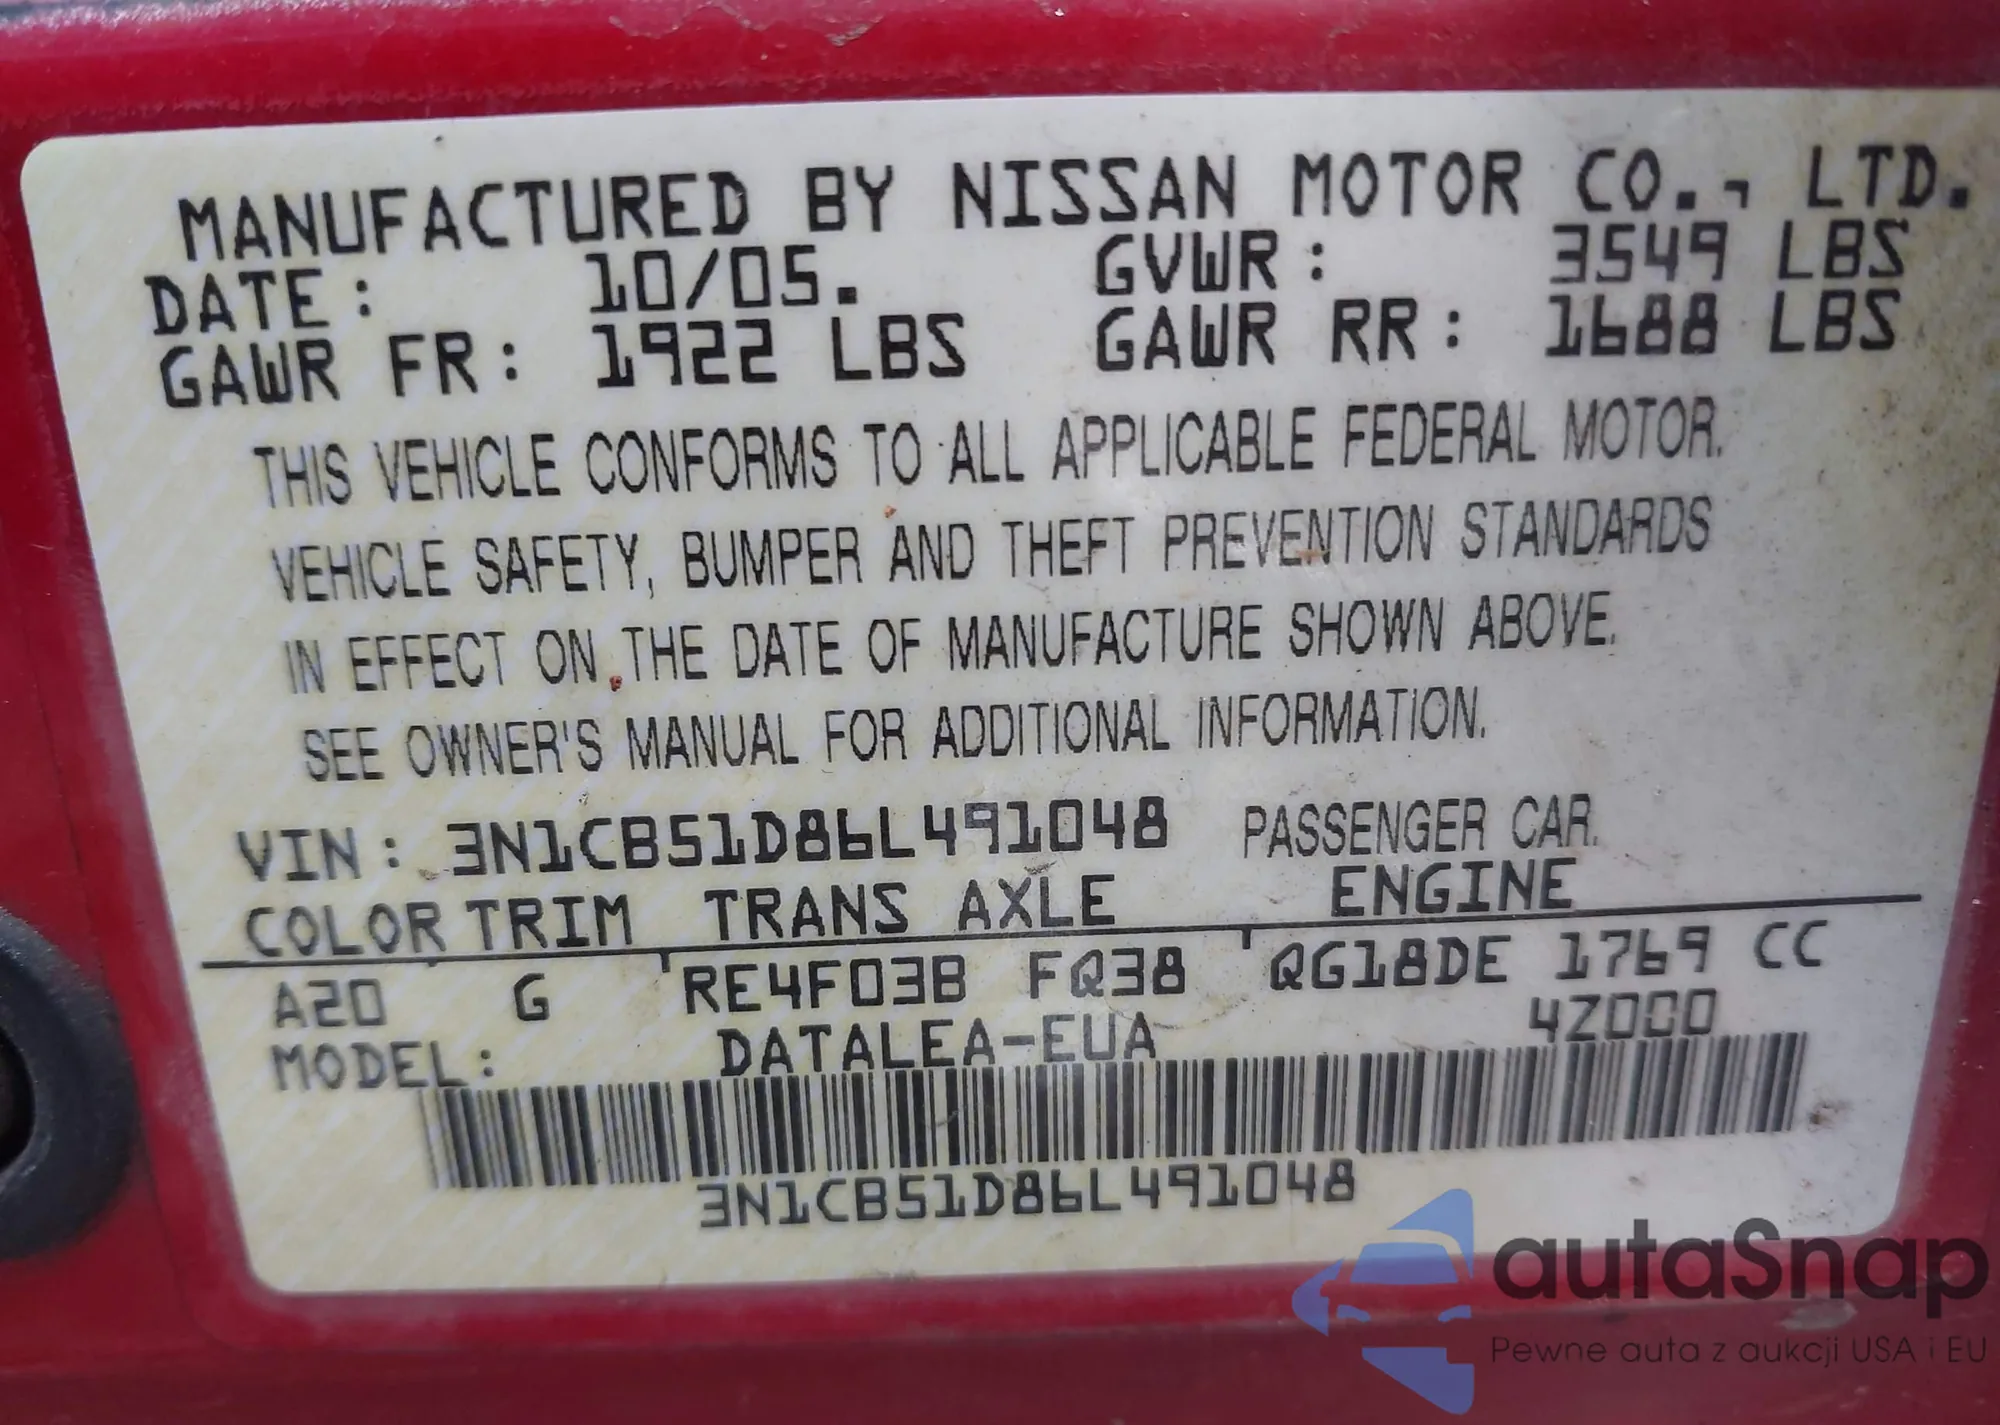 MANUFACTURED BY NISSAN MOTOR CO., LTD.
DATE: 10/05. GVWR: 3549 LBS
GAWR FR: 1922 LBS GAWR RR: 1688 LBS
THIS VEHICLE CONFORMS TO ALL APPLICABLE FEDERAL MOTOR
VEHICLE SAFETY, BUMPER AND THEFT PREVENTION STANDARDS
IN EFFECT ON THE DATE OF MANUFACTURE SHOWN ABOVE.
SEE OWNER'S MANUAL FOR ADDITIONAL INFORMATION.
VIN: 3N1CB51D86L491048 PASSENGER CAR.
COLOR TRIM TRANS AXLE ENGINE
A20 G RE4F03B FQ38 QG18DE 1769 CC
MODEL: DATALEA-EUA 4Z000
3N1CB51D86L491048
autaSnap
Pewne auta z aukcji USA i EU